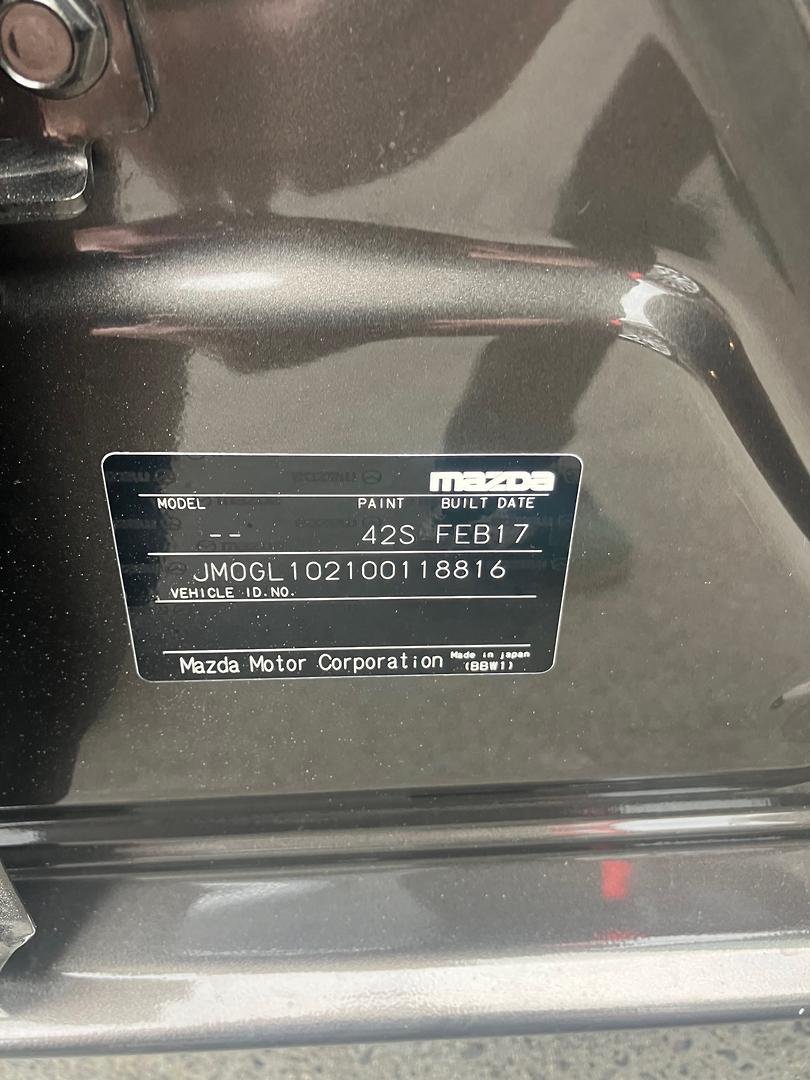 mazda
MODEL PAINT BUILT DATE
-- 42S FEB17
JM0GL102100118816
VEHICLE ID.NO.
Mazda Motor Corporation Made in japan
(BBW1)